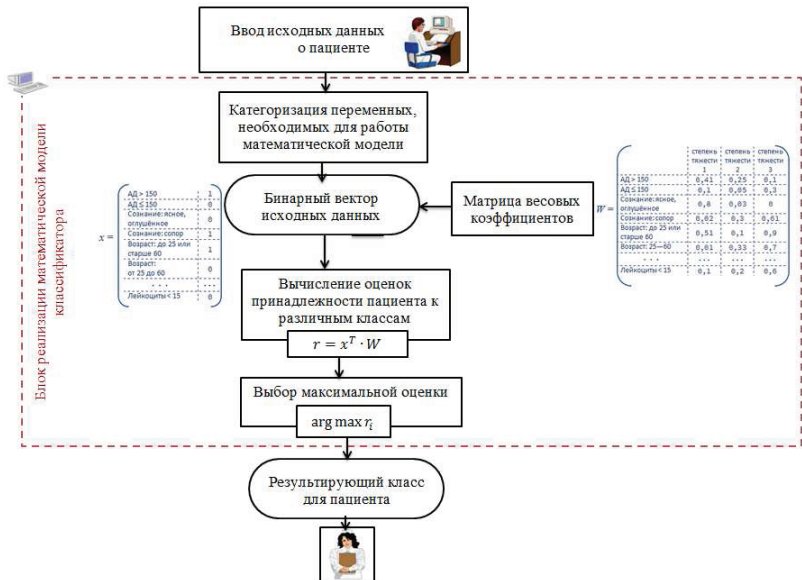 Ввод исходных данных
о пациенте
Категоризация переменных,
необходимых для работы
математической модели
Блок реализации математической модели
классификатора
x =
АД > 150 1
АД ≤ 150 0
Сознание: ясное,
оглушённое 0
Сознание: сопор 1
Возраст: до 25 или
старше 60 1
Возраст:
от 25 до 60 0
. . . . . .
Лейкоциты < 15 0
Бинарный вектор
исходных данных
Матрица весовых
коэффициентов
W =
степень тяжести 1 степень тяжести 2 степень тяжести 3
АД > 150 0,41 0,25 0,1
АД ≤ 150 0,1 0,05 0,3
Сознание: ясное,
оглушённое 0,8 0,03 0
Сознание: сопор 0,02 0,3 0,01
Возраст: до 25 или
старше 60 0,51 0,1 0,9
Возраст: 25—60 0,01 0,33 0,7
. . . ... ... ...
Лейкоциты < 15 0,1 0,2 0,6
Вычисление оценок
принадлежности пациента к
различным классам
r = xᵀ · W
Выбор максимальной оценки
arg max rᵢ
Результирующий класс
для пациента